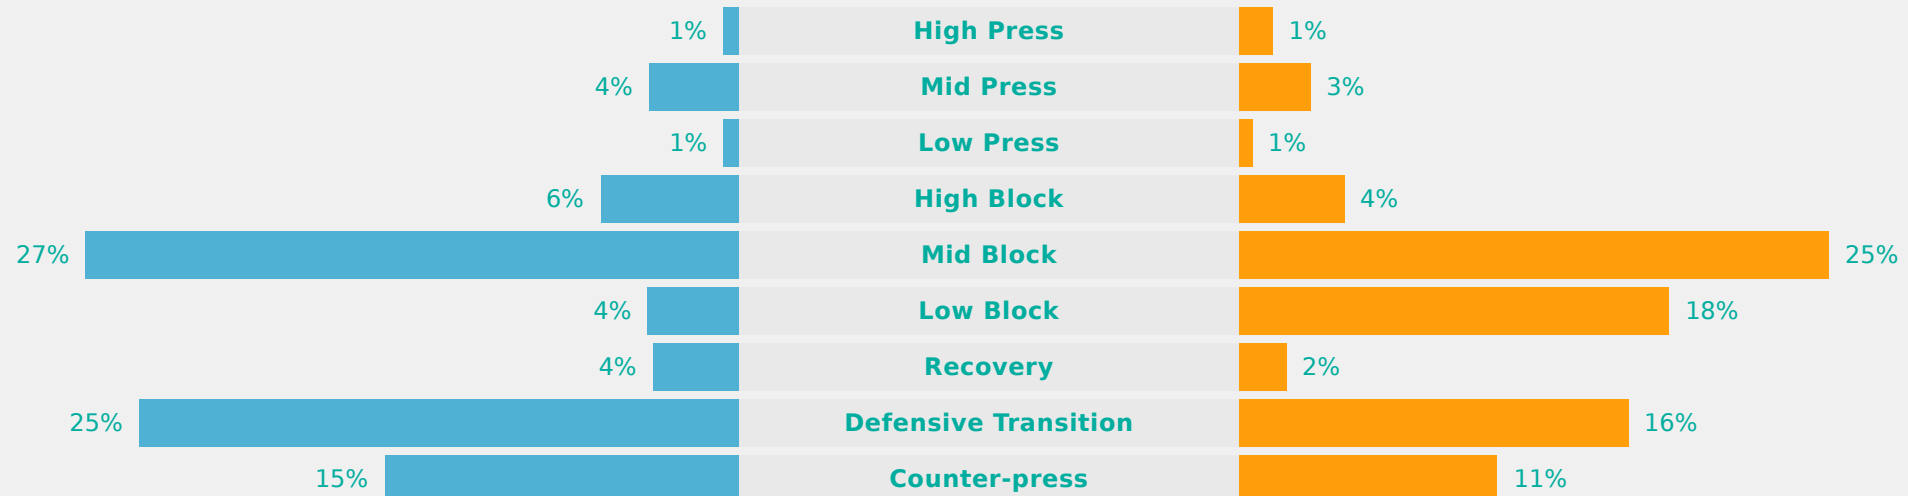 1% High Press 1%
4% Mid Press 3%
1% Low Press 1%
6% High Block 4%
27% Mid Block 25%
4% Low Block 18%
4% Recovery 2%
25% Defensive Transition 16%
15% Counter-press 11%